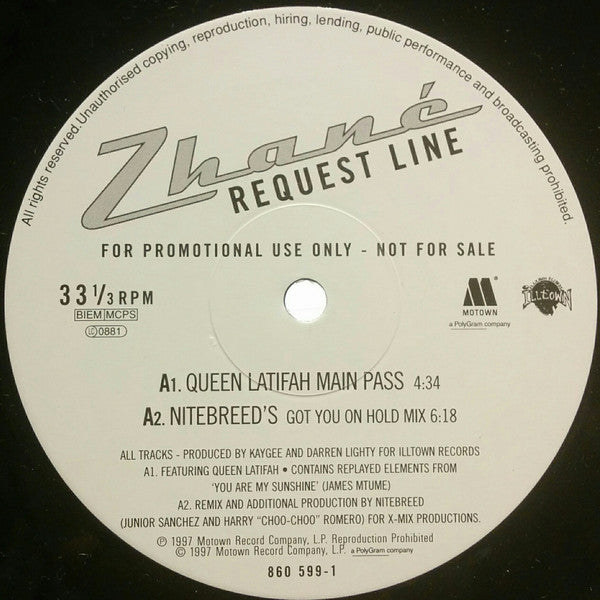 All rights reserved. Unauthorised copying, reproduction, hiring, lending, public performance and broadcasting prohibited.
Zhané
REQUEST LINE
FOR PROMOTIONAL USE ONLY - NOT FOR SALE
33 1/3 RPM
BIEM MCPS
LC 0881
M
MOTOWN
a PolyGram company
ILLTOWN
A1. QUEEN LATIFAH MAIN PASS 4:34
A2. NITEBREED'S GOT YOU ON HOLD MIX 6:18
ALL TRACKS - PRODUCED BY KAYGEE AND DARREN LIGHTY FOR ILLTOWN RECORDS
A1. FEATURING QUEEN LATIFAH • CONTAINS REPLAYED ELEMENTS FROM
'YOU ARE MY SUNSHINE' (JAMES MTUME)
A2. REMIX AND ADDITIONAL PRODUCTION BY NITEBREED
(JUNIOR SANCHEZ AND HARRY "CHOO-CHOO" ROMERO) FOR X-MIX PRODUCTIONS.
℗ 1997 Motown Record Company, L.P. Reproduction Prohibited
© 1997 Motown Record Company, L.P. a PolyGram company
860 599-1